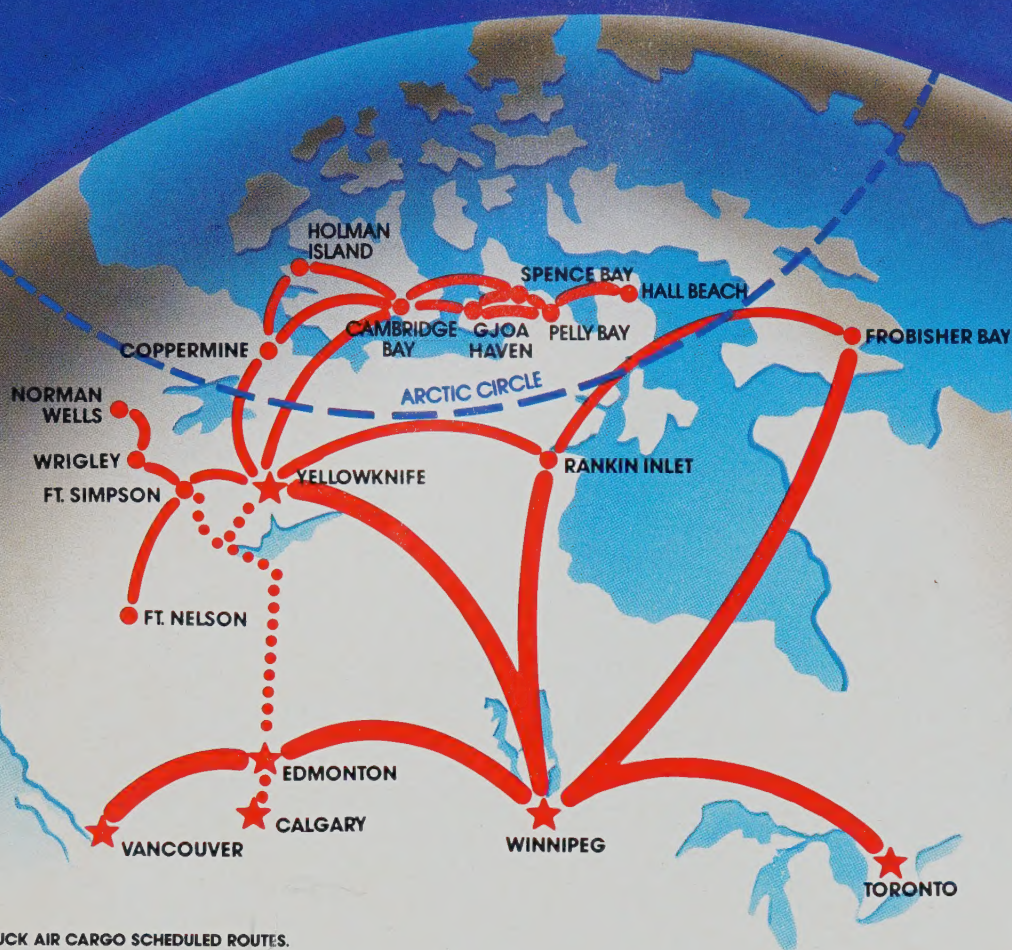 HOLMAN
ISLAND
SPENCE BAY
HALL BEACH
CAMBRIDGE
BAY
GJOA
HAVEN
PELLY BAY
FROBISHER BAY
COPPERMINE
ARCTIC CIRCLE
NORMAN
WELLS
WRIGLEY
FT. SIMPSON
YELLOWKNIFE
RANKIN INLET
FT. NELSON
EDMONTON
CALGARY
VANCOUVER
WINNIPEG
TORONTO
UCK AIR CARGO SCHEDULED ROUTES.